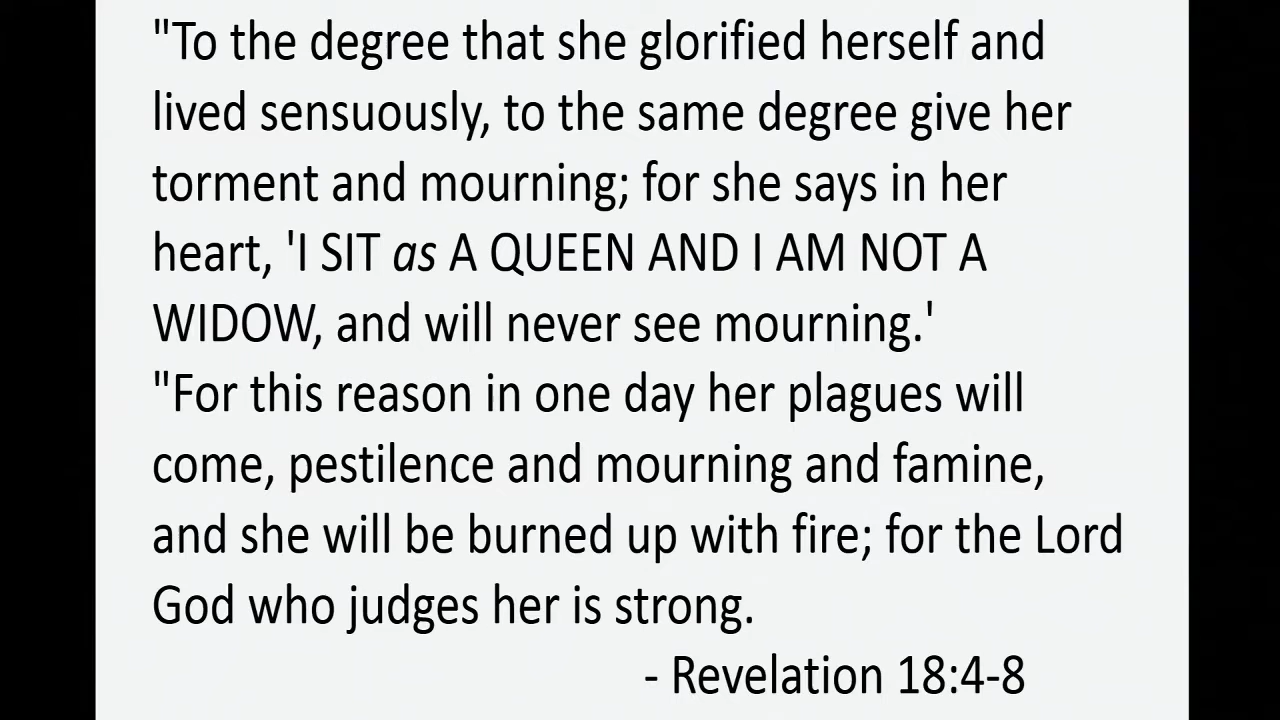 "To the degree that she glorified herself and
lived sensuously, to the same degree give her
torment and mourning; for she says in her
heart, 'I SIT as A QUEEN AND I AM NOT A
WIDOW, and will never see mourning.'
"For this reason in one day her plagues will
come, pestilence and mourning and famine,
and she will be burned up with fire; for the Lord
God who judges her is strong.
- Revelation 18:4-8